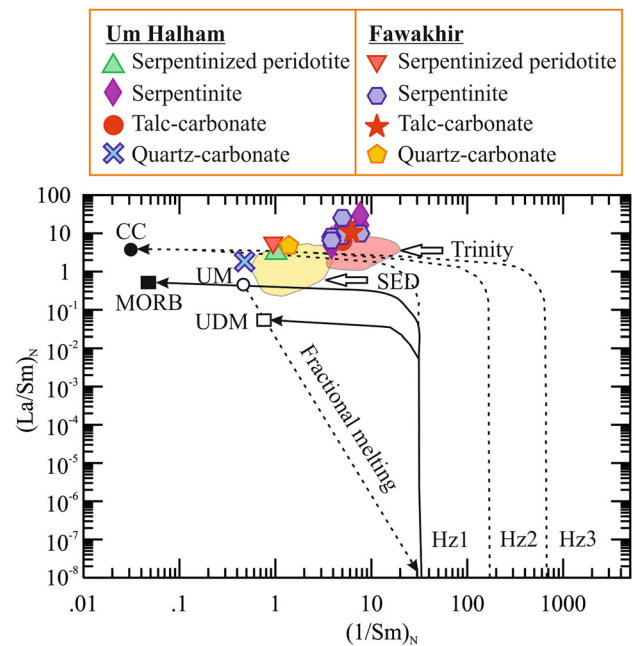 Um Halham
Serpentinized peridotite
Serpentinite
Talc-carbonate
Quartz-carbonate
Fawakhir
Serpentinized peridotite
Serpentinite
Talc-carbonate
Quartz-carbonate
100
10
1
10⁻¹
10⁻²
10⁻³
10⁻⁴
10⁻⁵
10⁻⁶
10⁻⁷
10⁻⁸
(La/Sm)N
CC
Trinity
UM
SED
MORB
UDM
Fractional melting
Hz1
Hz2
Hz3
.01
.1
1
10
100
1000
(1/Sm)N